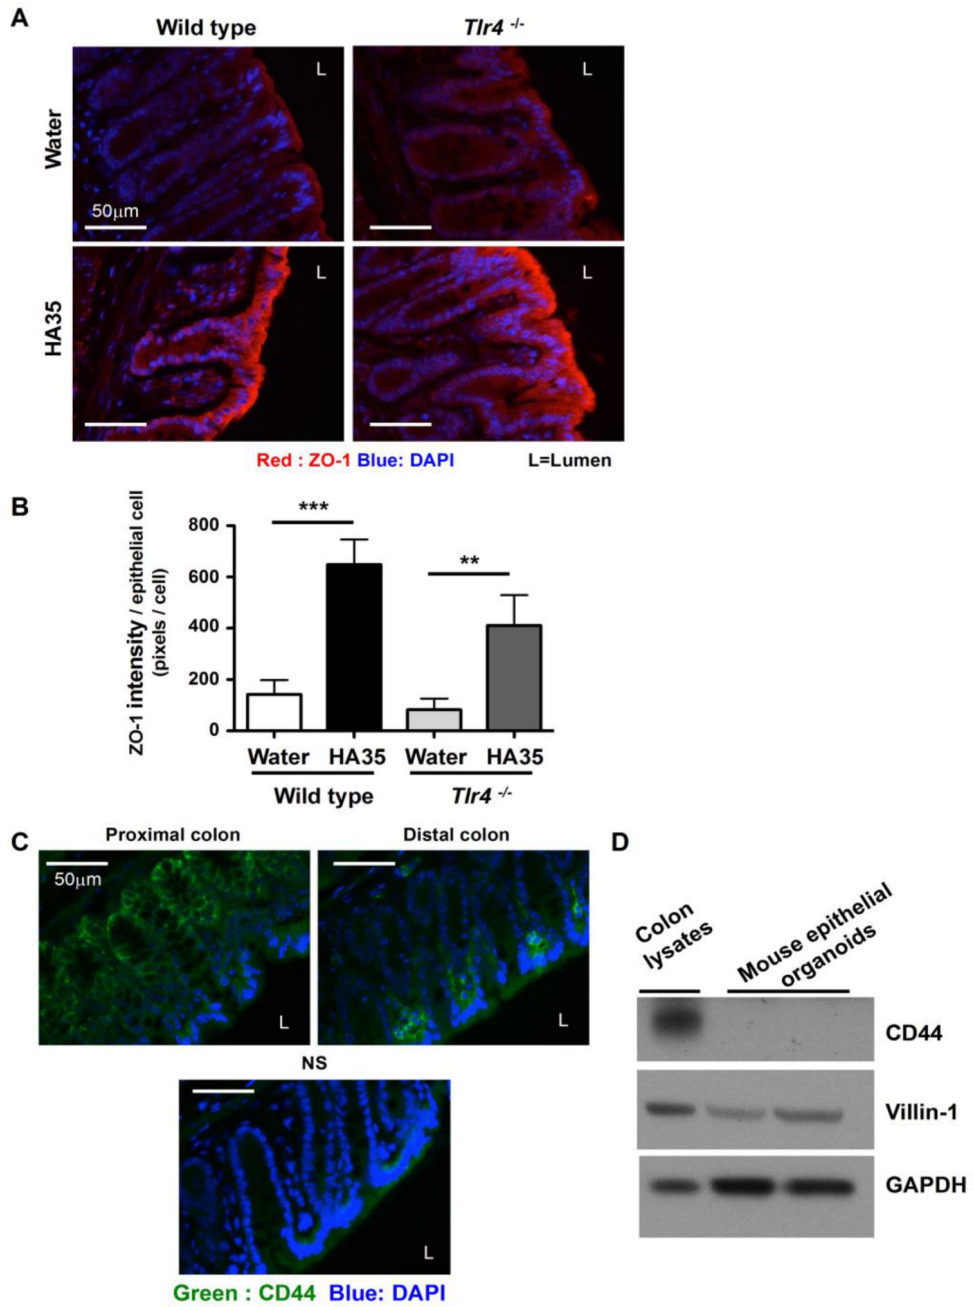 A
Wild type
Tlr4 -/-
Water
L
L
50μm
HA35
L
L
Red : ZO-1 Blue: DAPI
L=Lumen
B
ZO-1 intensity / epithelial cell
(pixels / cell)
800
600
400
200
0
***
**
Water
HA35
Water
HA35
Wild type
Tlr4 -/-
C
Proximal colon
Distal colon
50μm
L
L
NS
L
Green : CD44 Blue: DAPI
D
Colon
lysates
Mouse epithelial
organoids
CD44
Villin-1
GAPDH